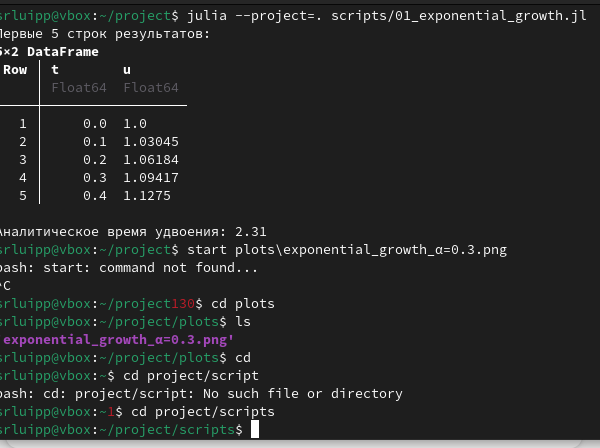 srluipp@vbox:~/project$ julia --project=. scripts/01_exponential_growth.jl
Первые 5 строк результатов:
5×2 DataFrame
Row │ t u
│ Float64 Float64
1 │ 0.0 1.0
2 │ 0.1 1.03045
3 │ 0.2 1.06184
4 │ 0.3 1.09417
5 │ 0.4 1.1275
Аналитическое время удвоения: 2.31
srluipp@vbox:~/project$ start plots\exponential_growth_α=0.3.png
bash: start: command not found...
^C
srluipp@vbox:~/project130$ cd plots
srluipp@vbox:~/project/plots$ ls
'exponential_growth_α=0.3.png'
srluipp@vbox:~/project/plots$ cd
srluipp@vbox:~$ cd project/script
bash: cd: project/script: No such file or directory
srluipp@vbox:~1$ cd project/scripts
srluipp@vbox:~/project/scripts$